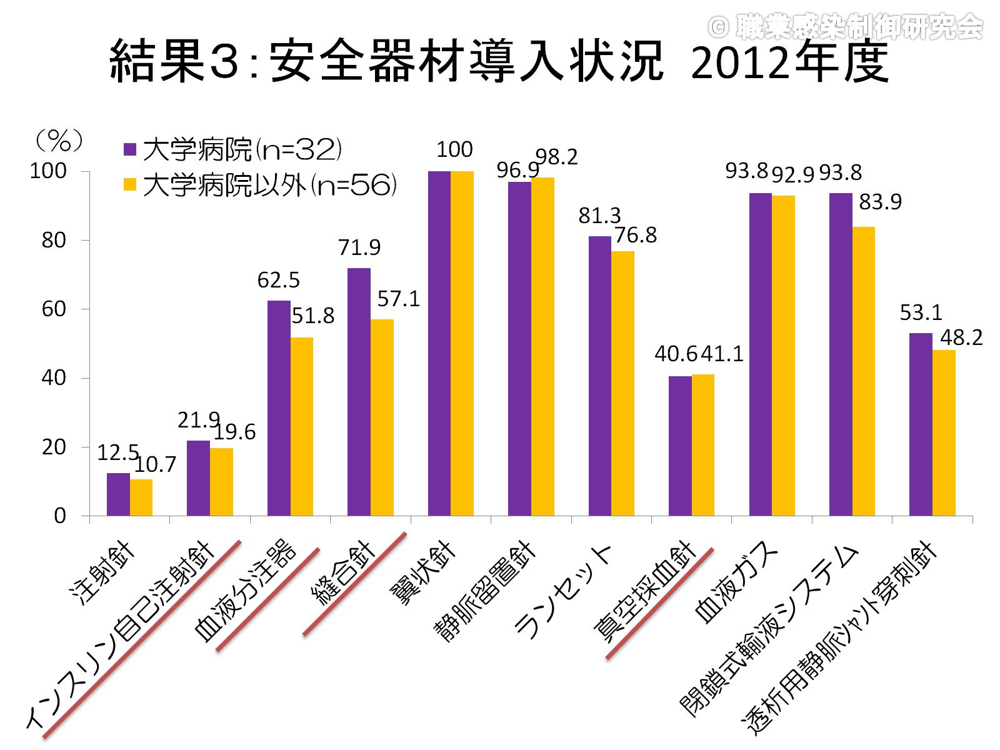 © 職業感染制御研究会
結果３：安全器材導入状況 2012年度
（％）
大学病院(n=32)
大学病院以外(n=56)
100
80
60
40
20
0
12.5
10.7
21.9
19.6
62.5
51.8
71.9
57.1
100
96.9
98.2
81.3
76.8
40.6
41.1
93.8
92.9
93.8
83.9
53.1
48.2
注射針
インスリン自己注射針
血液分注器
縫合針
翼状針
静脈留置針
ランセット
真空採血針
血液ガス
閉鎖式輸液システム
透析用静脈ｼｬﾝﾄ穿刺針